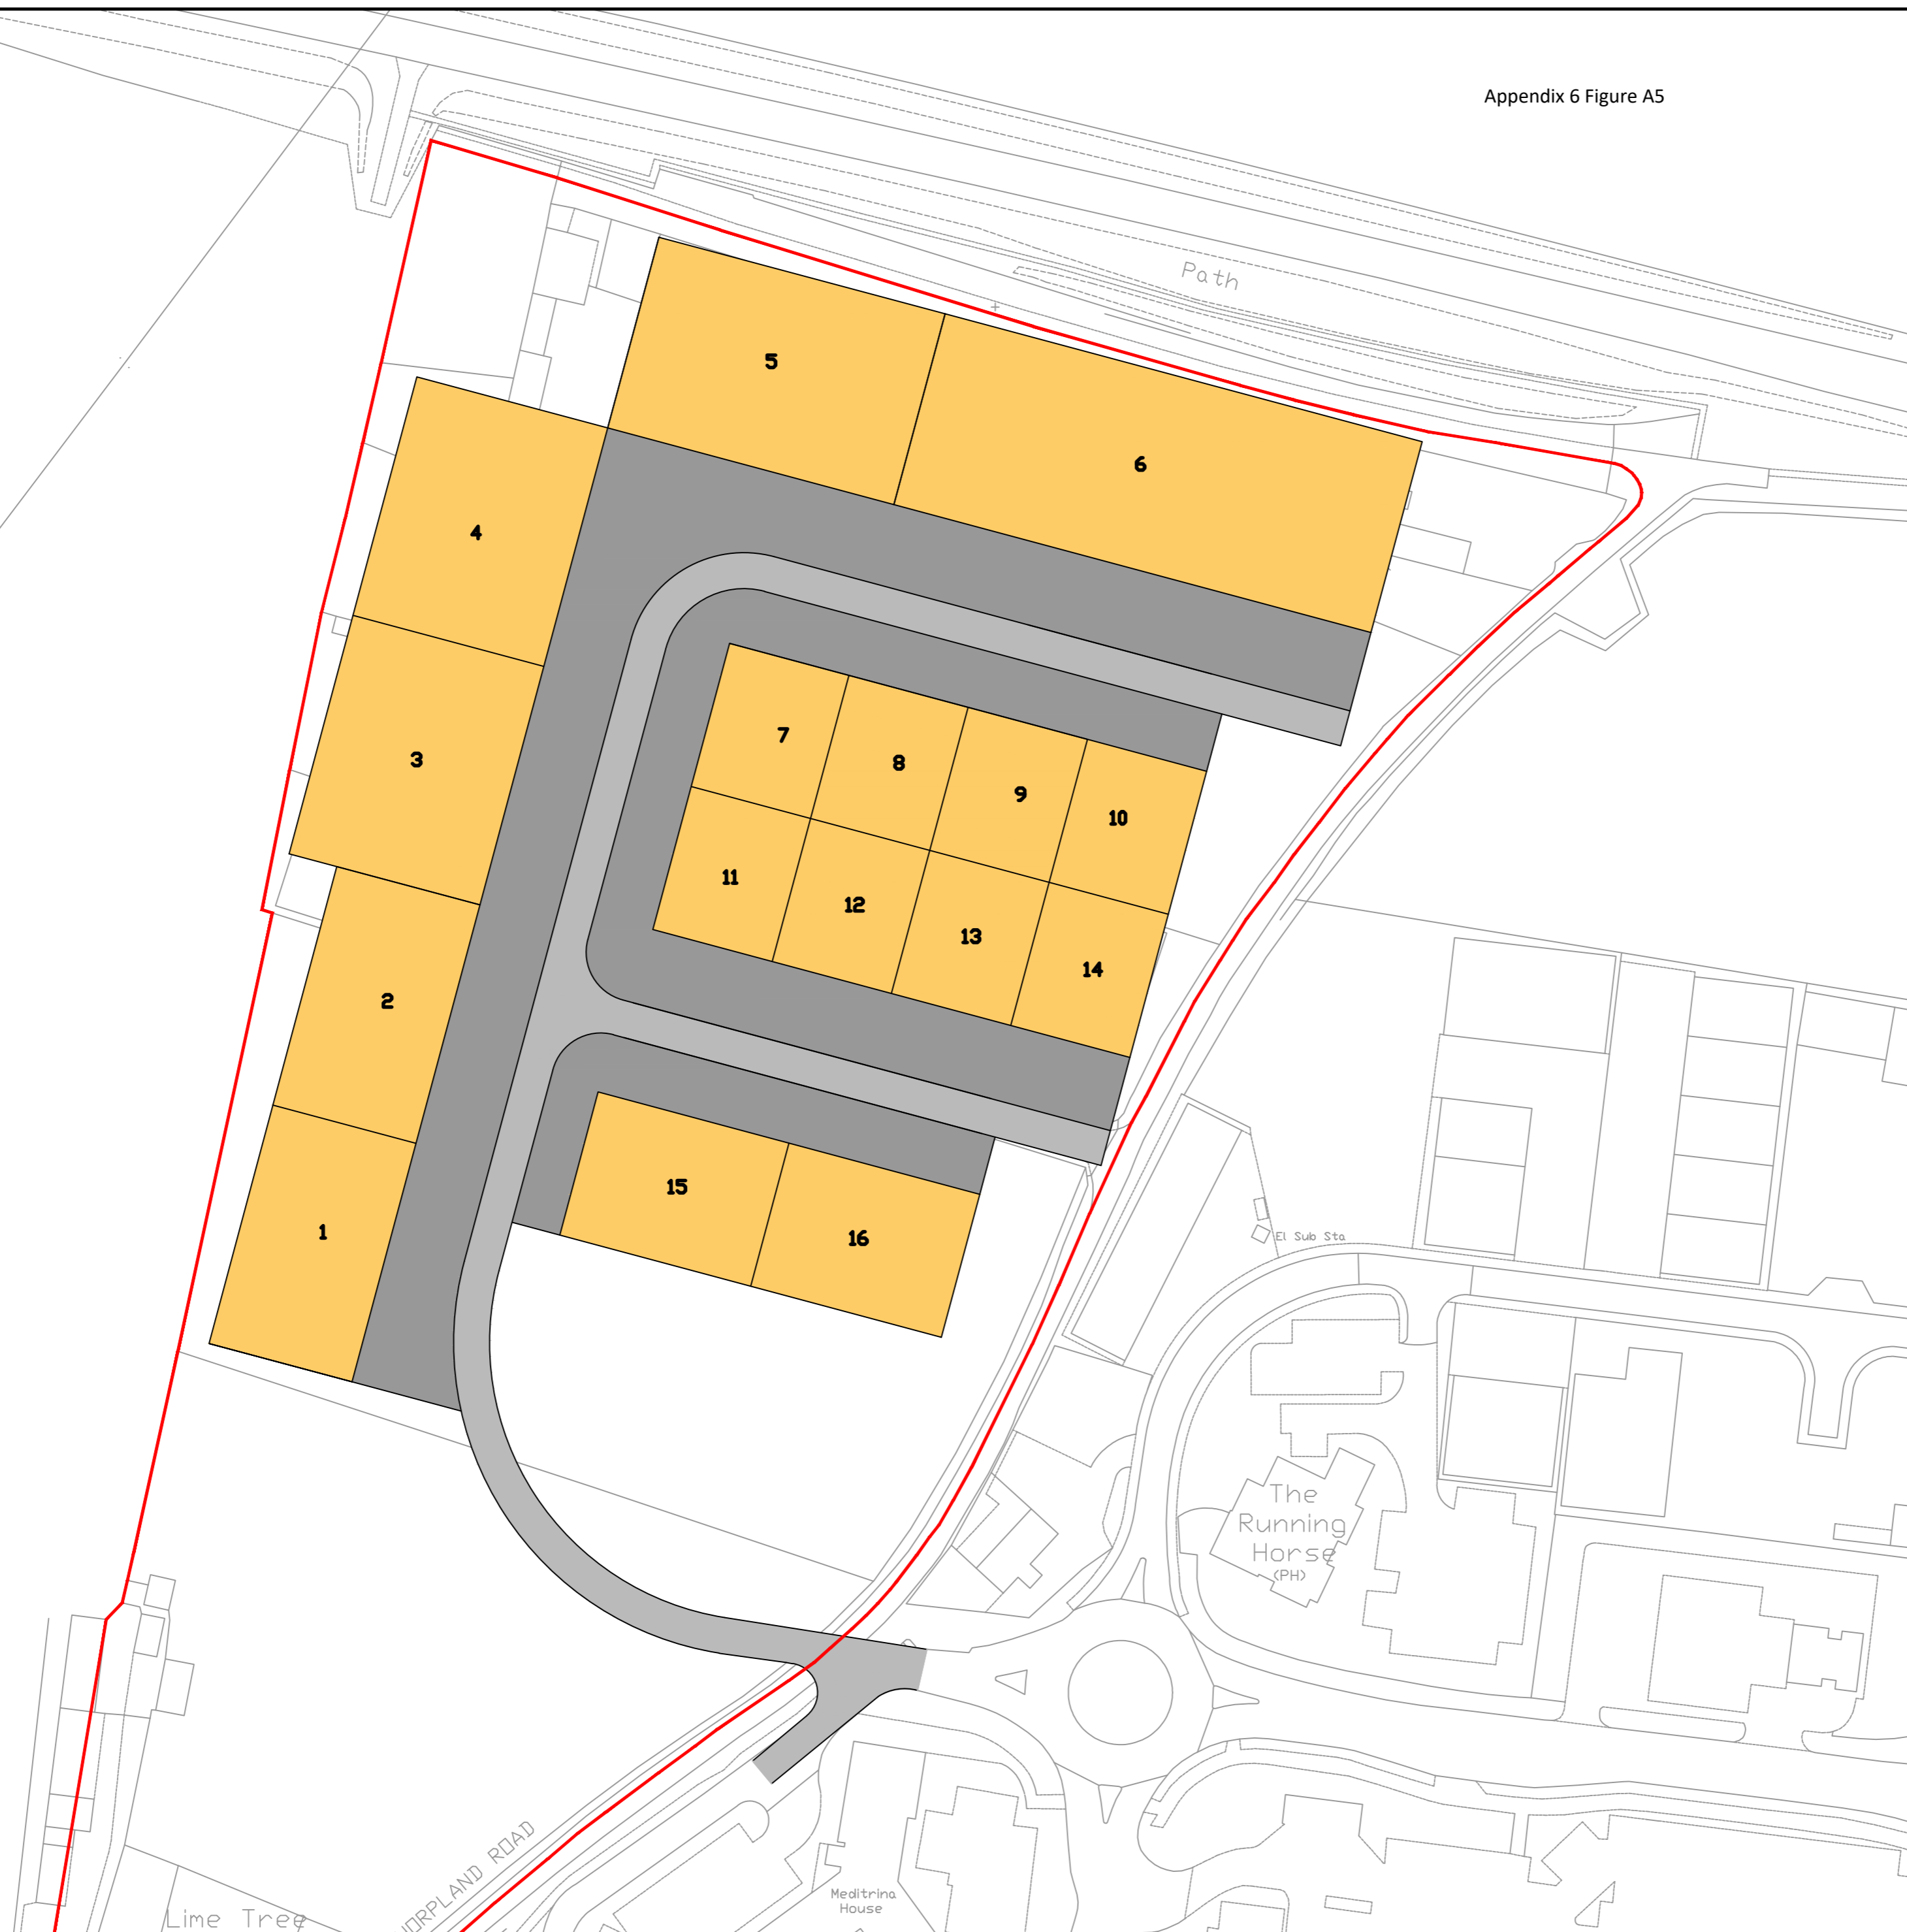 Appendix 6 Figure A5
Path
5
6
4
3
7
8
9
10
11
12
13
14
2
1
15
16
El Sub Sta
The
Running
Horse
(PH)
ROAD
Meditrina
House
Lime Tree